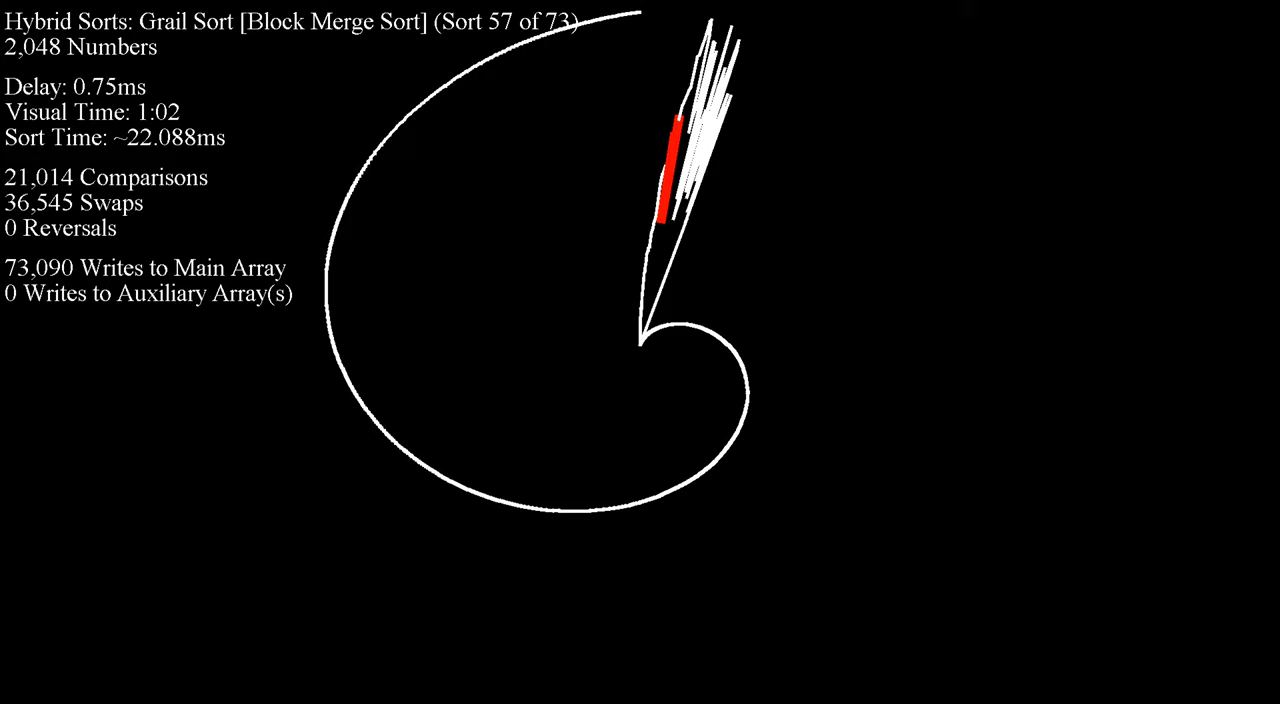 Hybrid Sorts: Grail Sort [Block Merge Sort] (Sort 57 of 73)
2,048 Numbers
Delay: 0.75ms
Visual Time: 1:02
Sort Time: ~22.088ms
21,014 Comparisons
36,545 Swaps
0 Reversals
73,090 Writes to Main Array
0 Writes to Auxiliary Array(s)